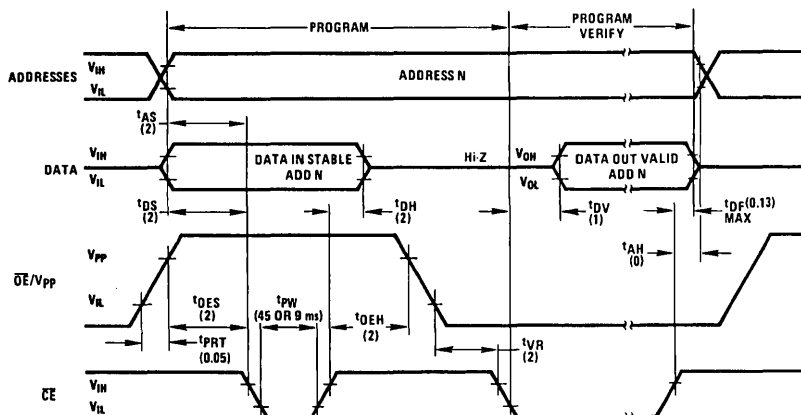 PROGRAM
PROGRAM
VERIFY
ADDRESSES
VIH
VIL
ADDRESS N
tAS
(2)
DATA
VIH
VIL
DATA IN STABLE
ADD N
Hi-Z
VOH
VOL
DATA OUT VALID
ADD N
tDS
(2)
tDH
(2)
tDV
(1)
tDF(0.13)
MAX
tAH
(0)
OE/VPP
VPP
VIL
tOES
(2)
tPW
(45 OR 9 ms)
tOEH
(2)
tPRT
(0.05)
tVR
(2)
CE
VIH
VIL